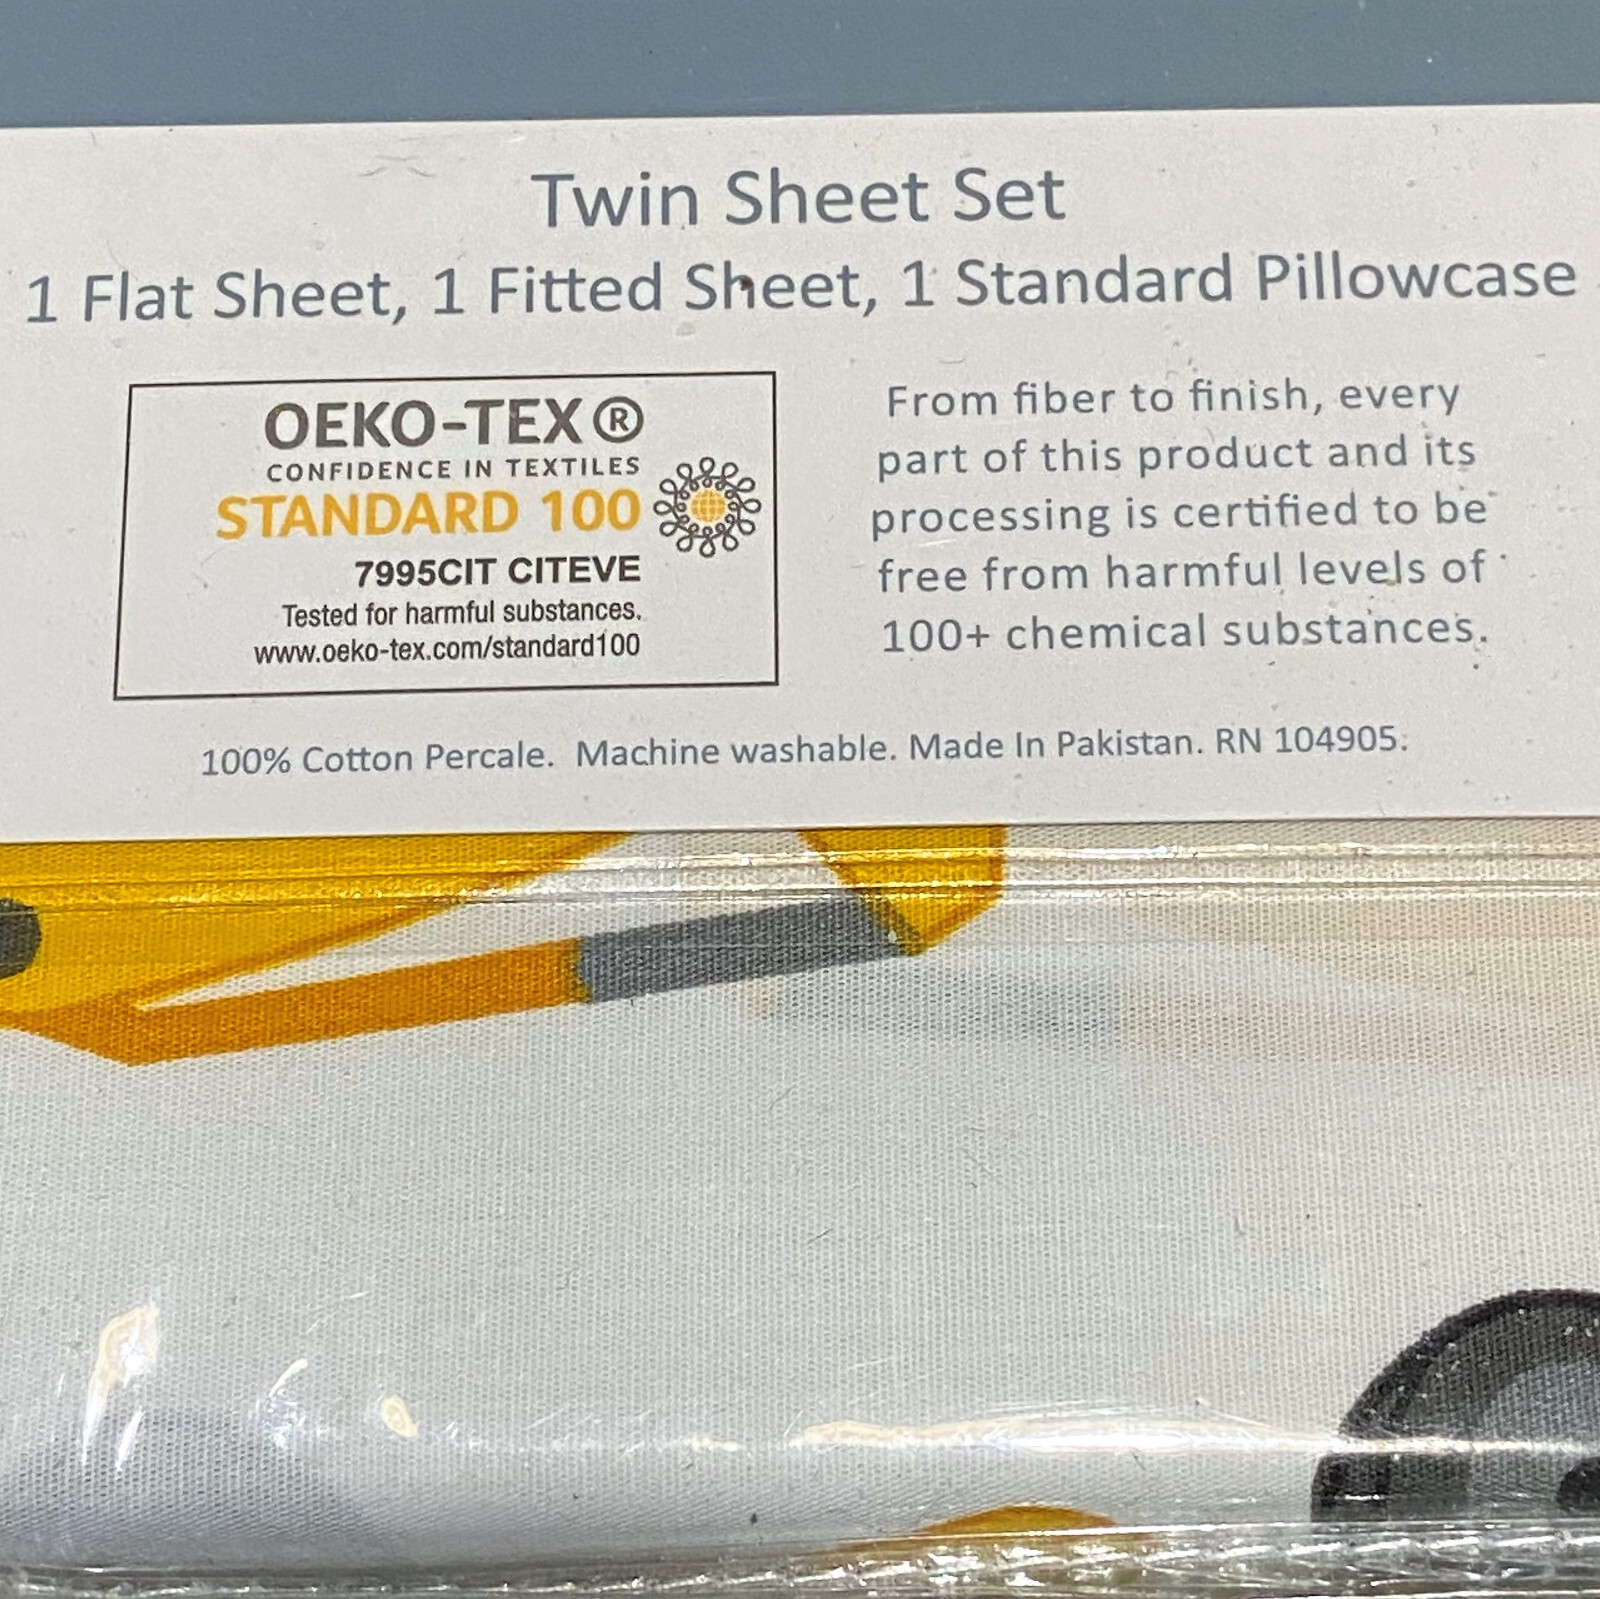 Twin Sheet Set
1 Flat Sheet, 1 Fitted Sheet, 1 Standard Pillowcase
OEKO-TEX®
CONFIDENCE IN TEXTILES
STANDARD 100
7995CIT CITEVE
Tested for harmful substances.
www.oeko-tex.com/standard100
From fiber to finish, every
part of this product and its
processing is certified to be
free from harmful levels of
100+ chemical substances.
100% Cotton Percale. Machine washable. Made In Pakistan. RN 104905.